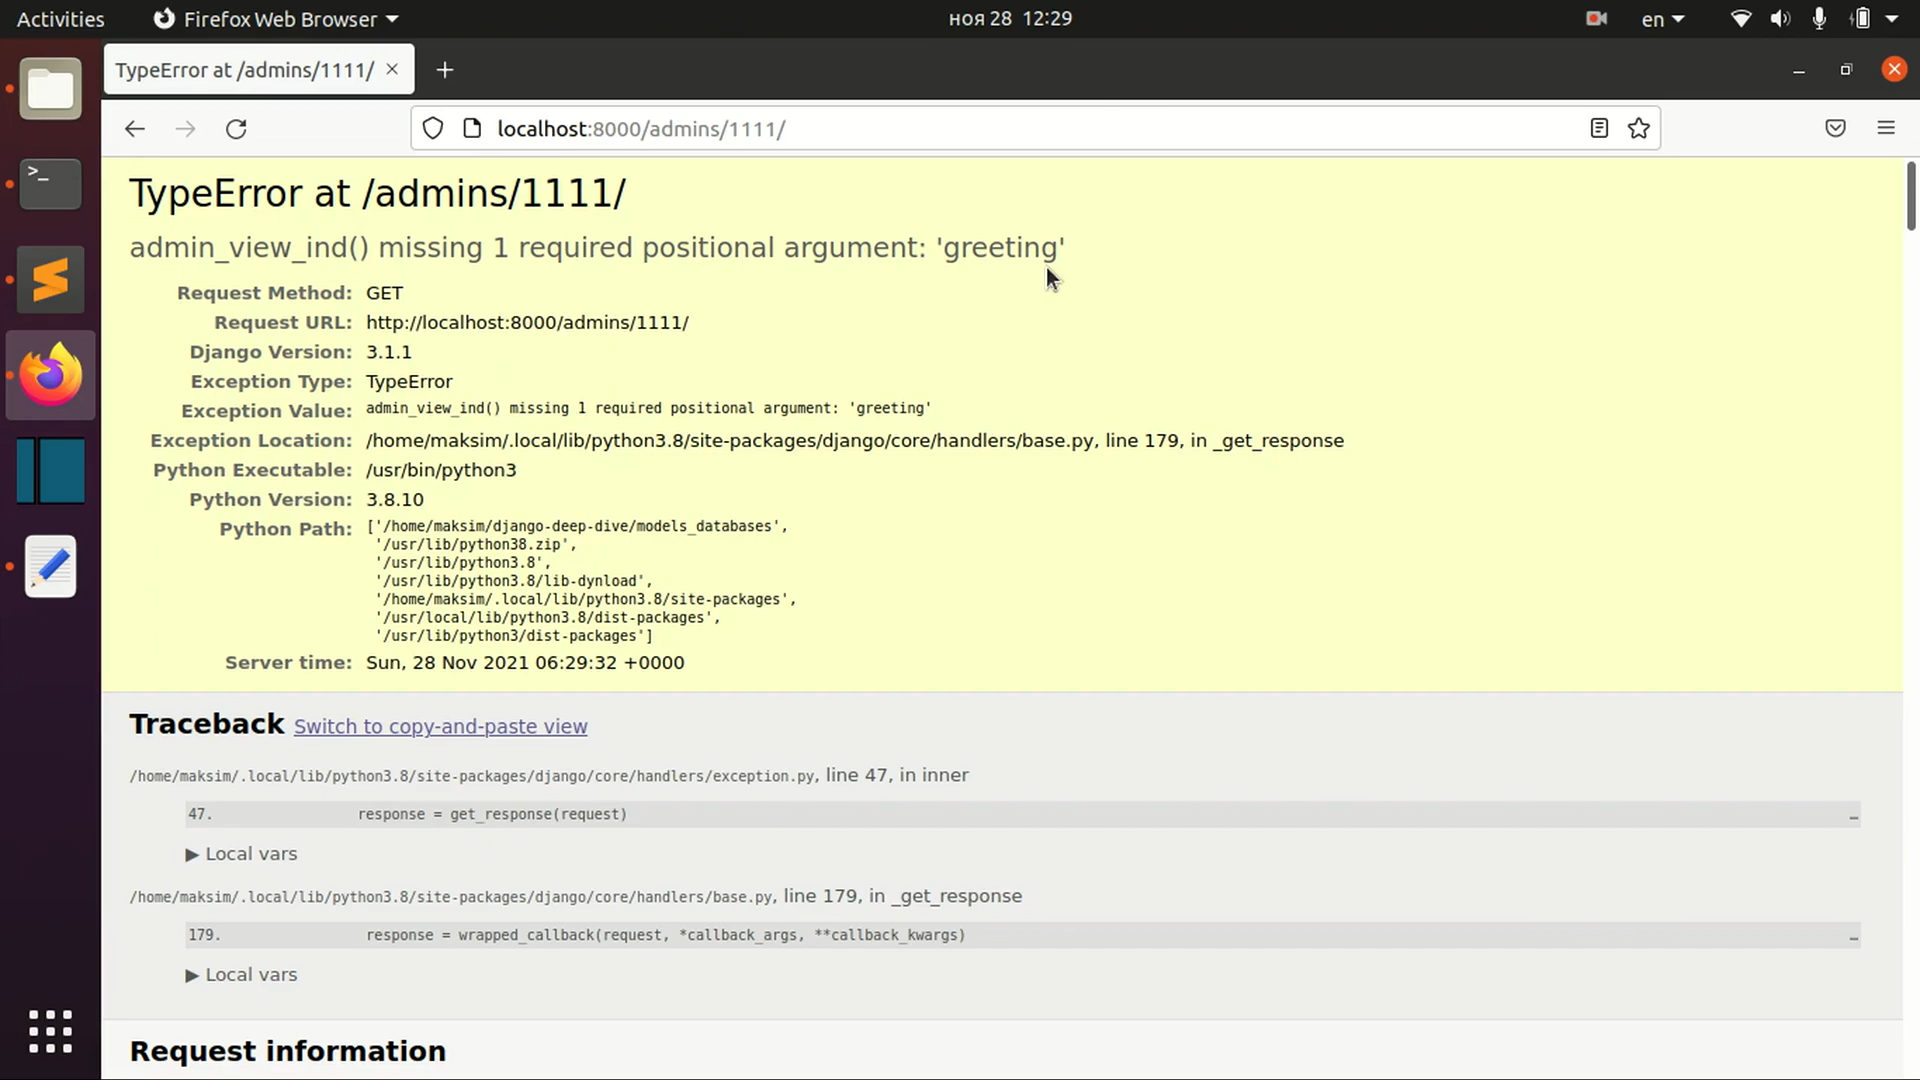 Activities
Firefox Web Browser
ноя 28 12:29
en
TypeError at /admins/1111/
localhost:8000/admins/1111/
TypeError at /admins/1111/
admin_view_ind() missing 1 required positional argument: 'greeting'
Request Method: GET
Request URL: http://localhost:8000/admins/1111/
Django Version: 3.1.1
Exception Type: TypeError
Exception Value: admin_view_ind() missing 1 required positional argument: 'greeting'
Exception Location: /home/maksim/.local/lib/python3.8/site-packages/django/core/handlers/base.py, line 179, in _get_response
Python Executable: /usr/bin/python3
Python Version: 3.8.10
Python Path: ['/home/maksim/django-deep-dive/models_databases',
'/usr/lib/python38.zip',
'/usr/lib/python3.8',
'/usr/lib/python3.8/lib-dynload',
'/home/maksim/.local/lib/python3.8/site-packages',
'/usr/local/lib/python3.8/dist-packages',
'/usr/lib/python3/dist-packages']
Server time: Sun, 28 Nov 2021 06:29:32 +0000
Traceback Switch to copy-and-paste view
/home/maksim/.local/lib/python3.8/site-packages/django/core/handlers/exception.py, line 47, in inner
47. response = get_response(request)
▶ Local vars
/home/maksim/.local/lib/python3.8/site-packages/django/core/handlers/base.py, line 179, in _get_response
179. response = wrapped_callback(request, *callback_args, **callback_kwargs)
▶ Local vars
Request information